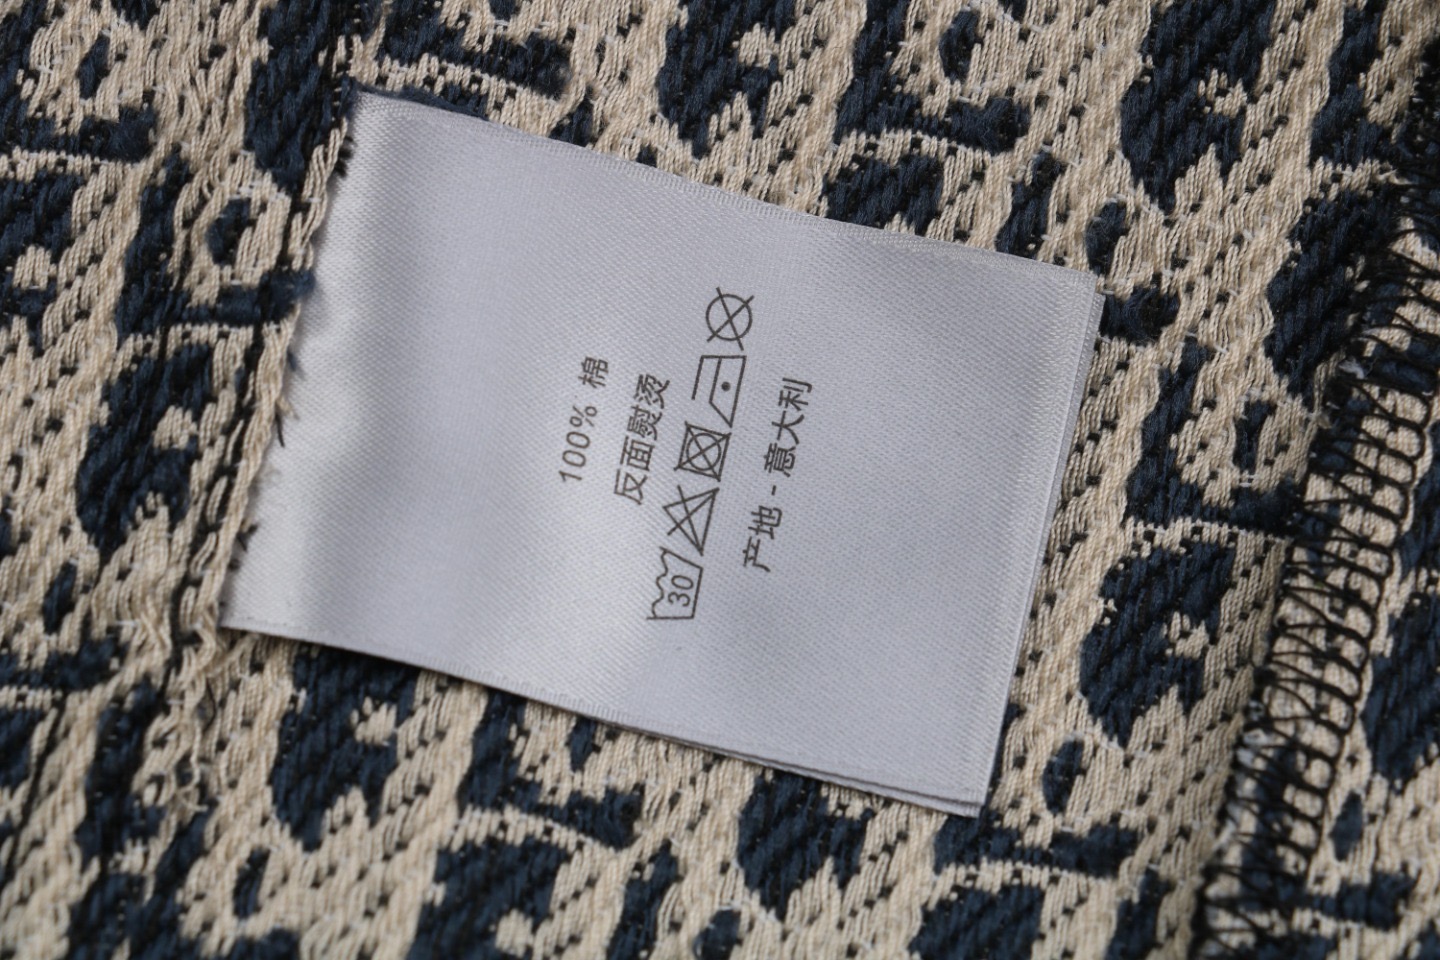 100% 棉
反面熨烫
30
产地 - 意大利